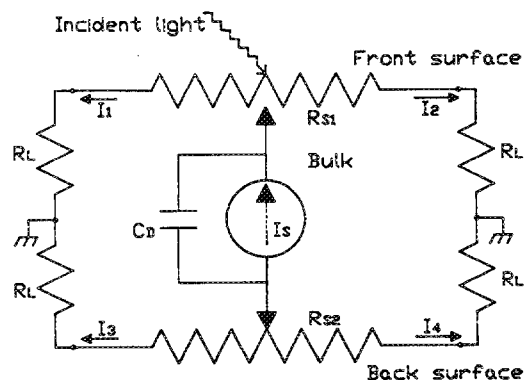 Incident light
Front surface
I1
Rs1
I2
RL
Bulk
RL
CD
Is
RL
RL
I3
Rs2
I4
Back surface